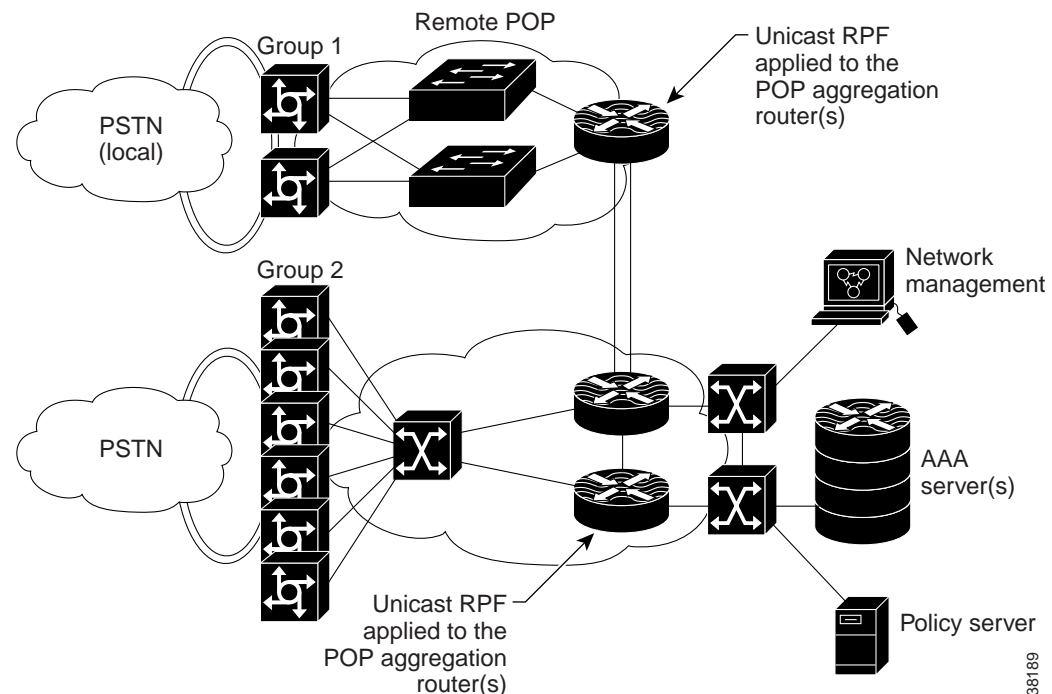 Remote POP
Group 1
Unicast RPF
applied to the
POP aggregation
router(s)
PSTN
(local)
Group 2
Network
management
PSTN
AAA
server(s)
Unicast RPF
applied to the
POP aggregation
router(s)
Policy server
38189